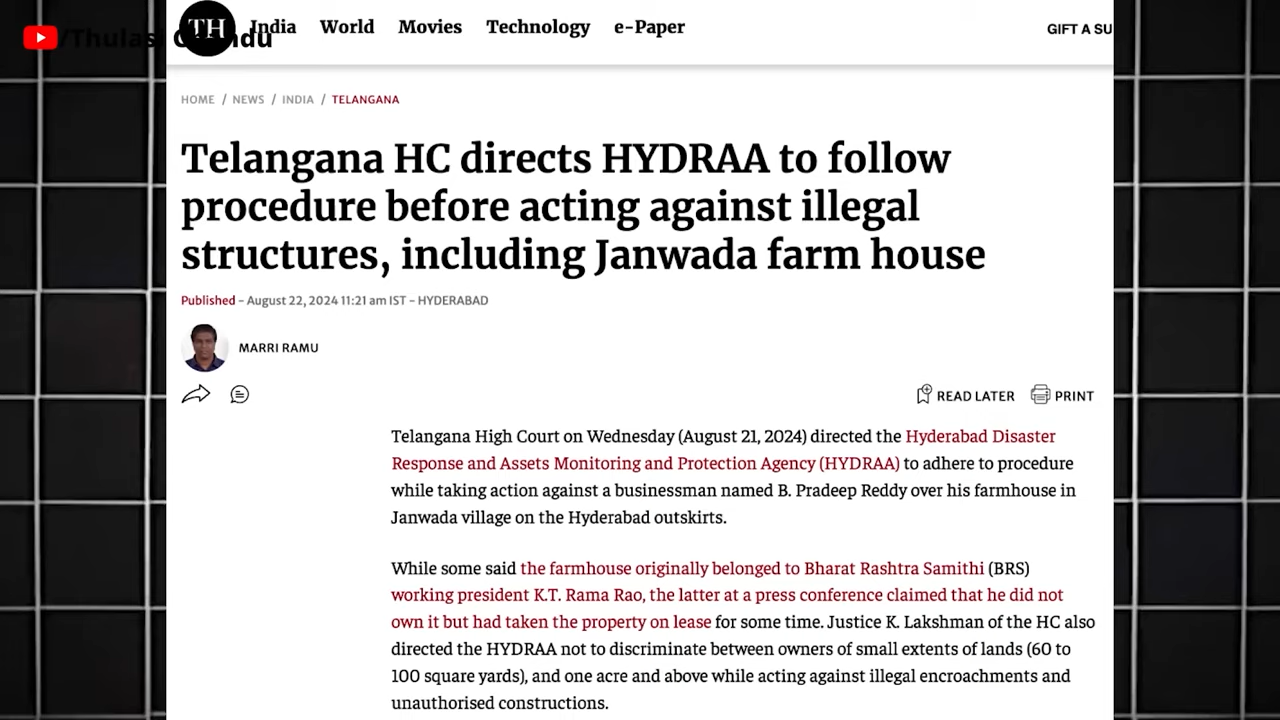 TH
India World Movies Technology e-Paper
GIFT A SU
/Thulasi C ndu
HOME / NEWS / INDIA / TELANGANA
Telangana HC directs HYDRAA to follow
procedure before acting against illegal
structures, including Janwada farm house
Published - August 22, 2024 11:21 am IST - HYDERABAD
MARRI RAMU
READ LATER PRINT
Telangana High Court on Wednesday (August 21, 2024) directed the Hyderabad Disaster
Response and Assets Monitoring and Protection Agency (HYDRAA) to adhere to procedure
while taking action against a businessman named B. Pradeep Reddy over his farmhouse in
Janwada village on the Hyderabad outskirts.
While some said the farmhouse originally belonged to Bharat Rashtra Samithi (BRS)
working president K.T. Rama Rao, the latter at a press conference claimed that he did not
own it but had taken the property on lease for some time. Justice K. Lakshman of the HC also
directed the HYDRAA not to discriminate between owners of small extents of lands (60 to
100 square yards), and one acre and above while acting against illegal encroachments and
unauthorised constructions.